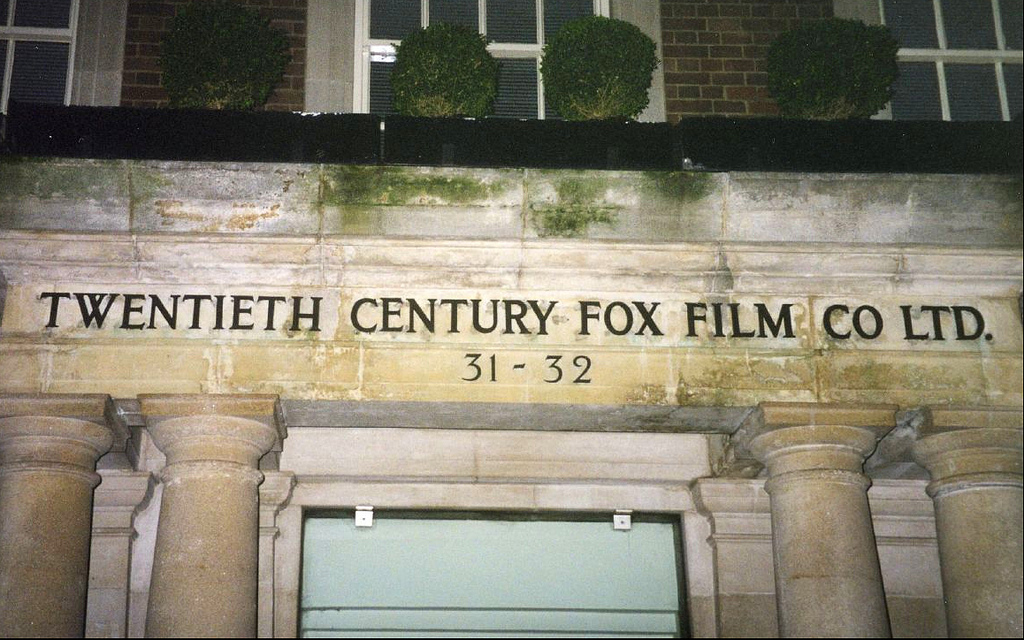 TWENTIETH CENTURY FOX FILM CO LTD.
31 - 32